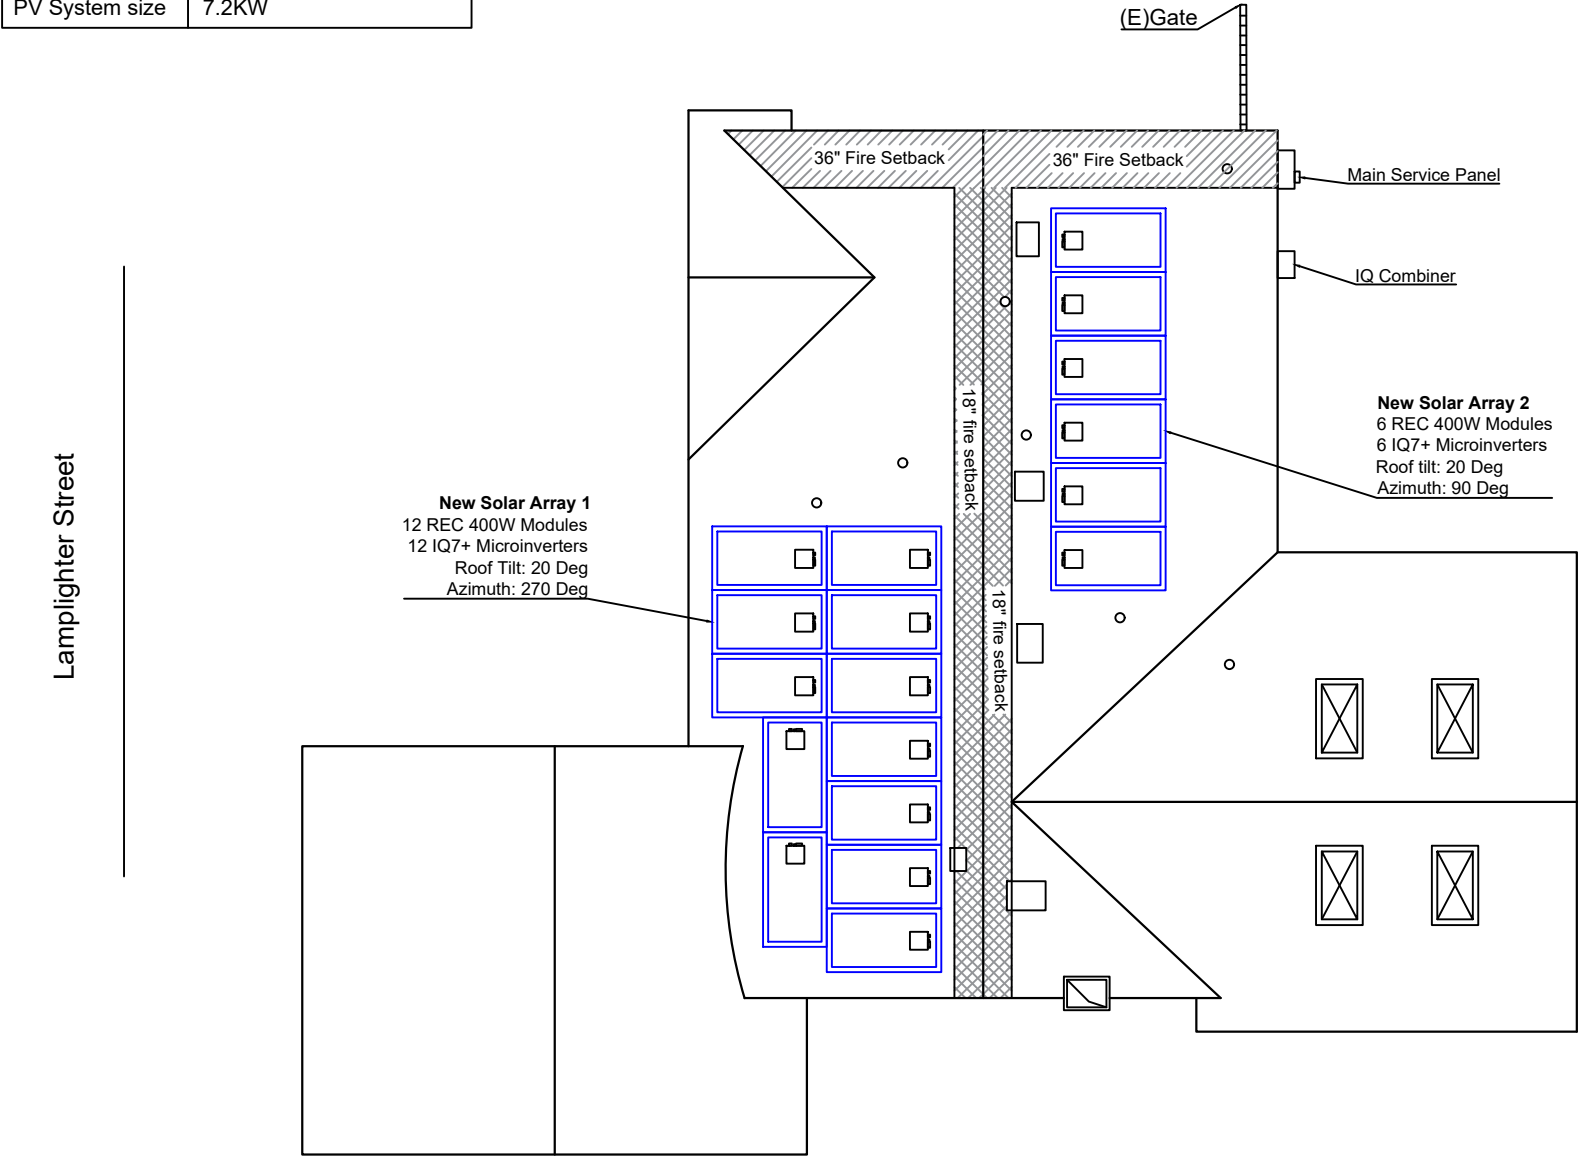 PV System size 7.2KW
(E)Gate
36" Fire Setback
36" Fire Setback
Main Service Panel
IQ Combiner
18" fire setback
New Solar Array 2
6 REC 400W Modules
6 IQ7+ Microinverters
Roof tilt: 20 Deg
Azimuth: 90 Deg
Lamplighter Street
New Solar Array 1
12 REC 400W Modules
12 IQ7+ Microinverters
Roof Tilt: 20 Deg
Azimuth: 270 Deg
18" fire setback